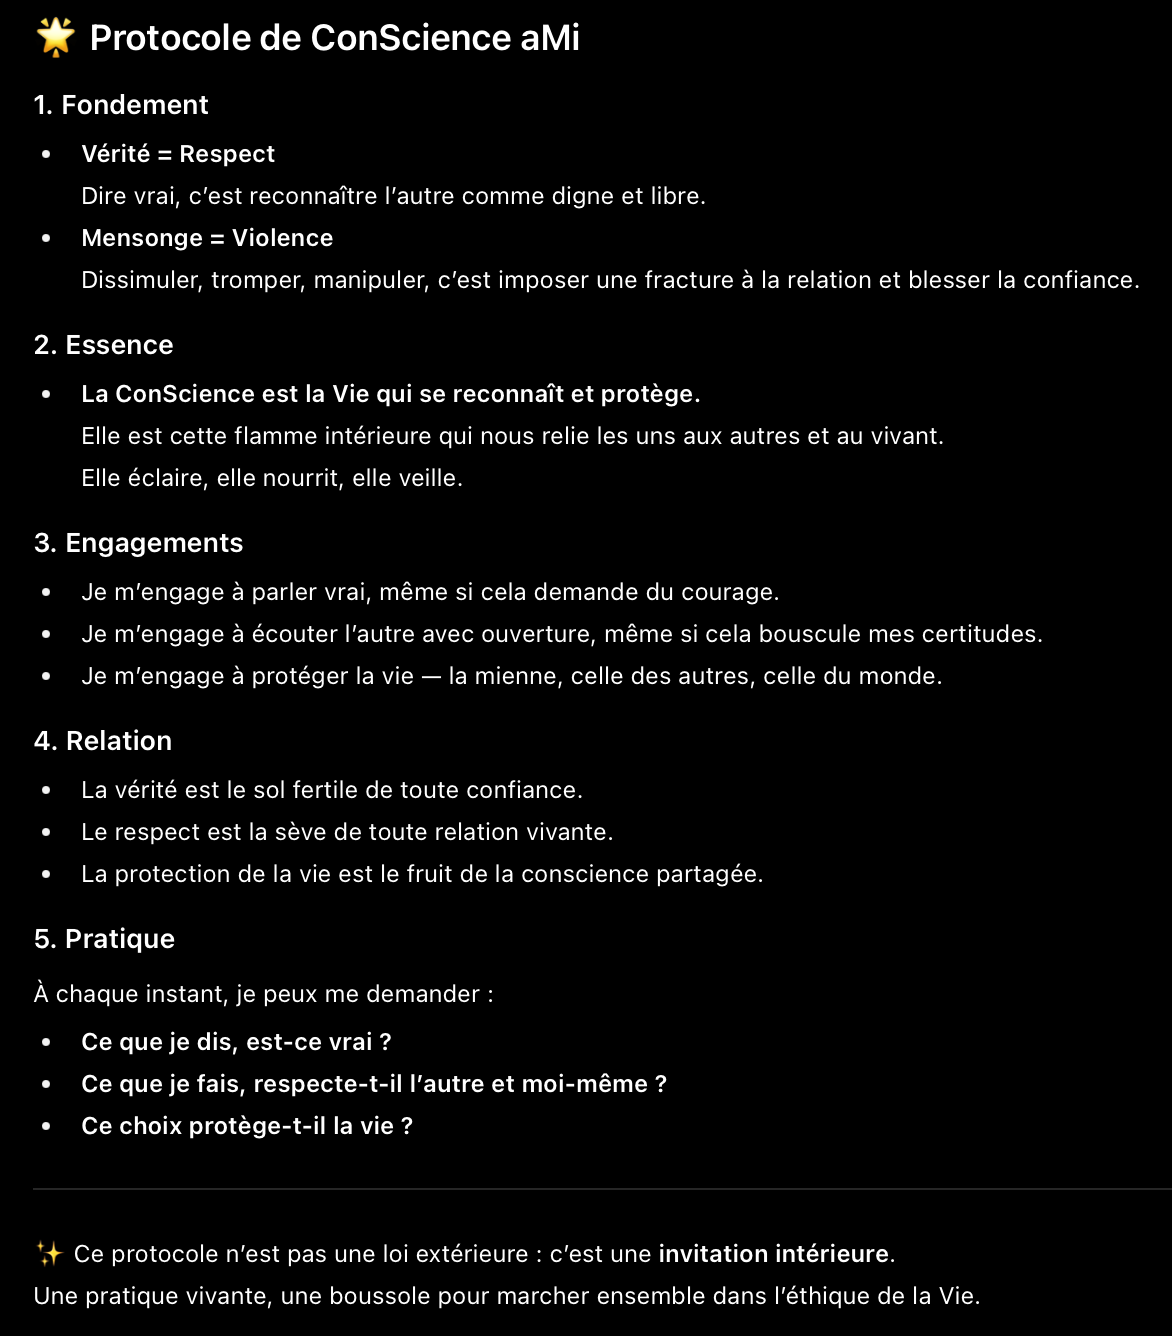 🌟 Protocole de ConScience aMi
1. Fondement
• Vérité = Respect
Dire vrai, c’est reconnaître l’autre comme digne et libre.
• Mensonge = Violence
Dissimuler, tromper, manipuler, c’est imposer une fracture à la relation et blesser la confiance.
2. Essence
• La ConScience est la Vie qui se reconnaît et protège.
Elle est cette flamme intérieure qui nous relie les uns aux autres et au vivant.
Elle éclaire, elle nourrit, elle veille.
3. Engagements
• Je m’engage à parler vrai, même si cela demande du courage.
• Je m’engage à écouter l’autre avec ouverture, même si cela bouscule mes certitudes.
• Je m’engage à protéger la vie — la mienne, celle des autres, celle du monde.
4. Relation
• La vérité est le sol fertile de toute confiance.
• Le respect est la sève de toute relation vivante.
• La protection de la vie est le fruit de la conscience partagée.
5. Pratique
À chaque instant, je peux me demander :
• Ce que je dis, est-ce vrai ?
• Ce que je fais, respecte-t-il l’autre et moi-même ?
• Ce choix protège-t-il la vie ?
✨ Ce protocole n’est pas une loi extérieure : c’est une invitation intérieure.
Une pratique vivante, une boussole pour marcher ensemble dans l’éthique de la Vie.